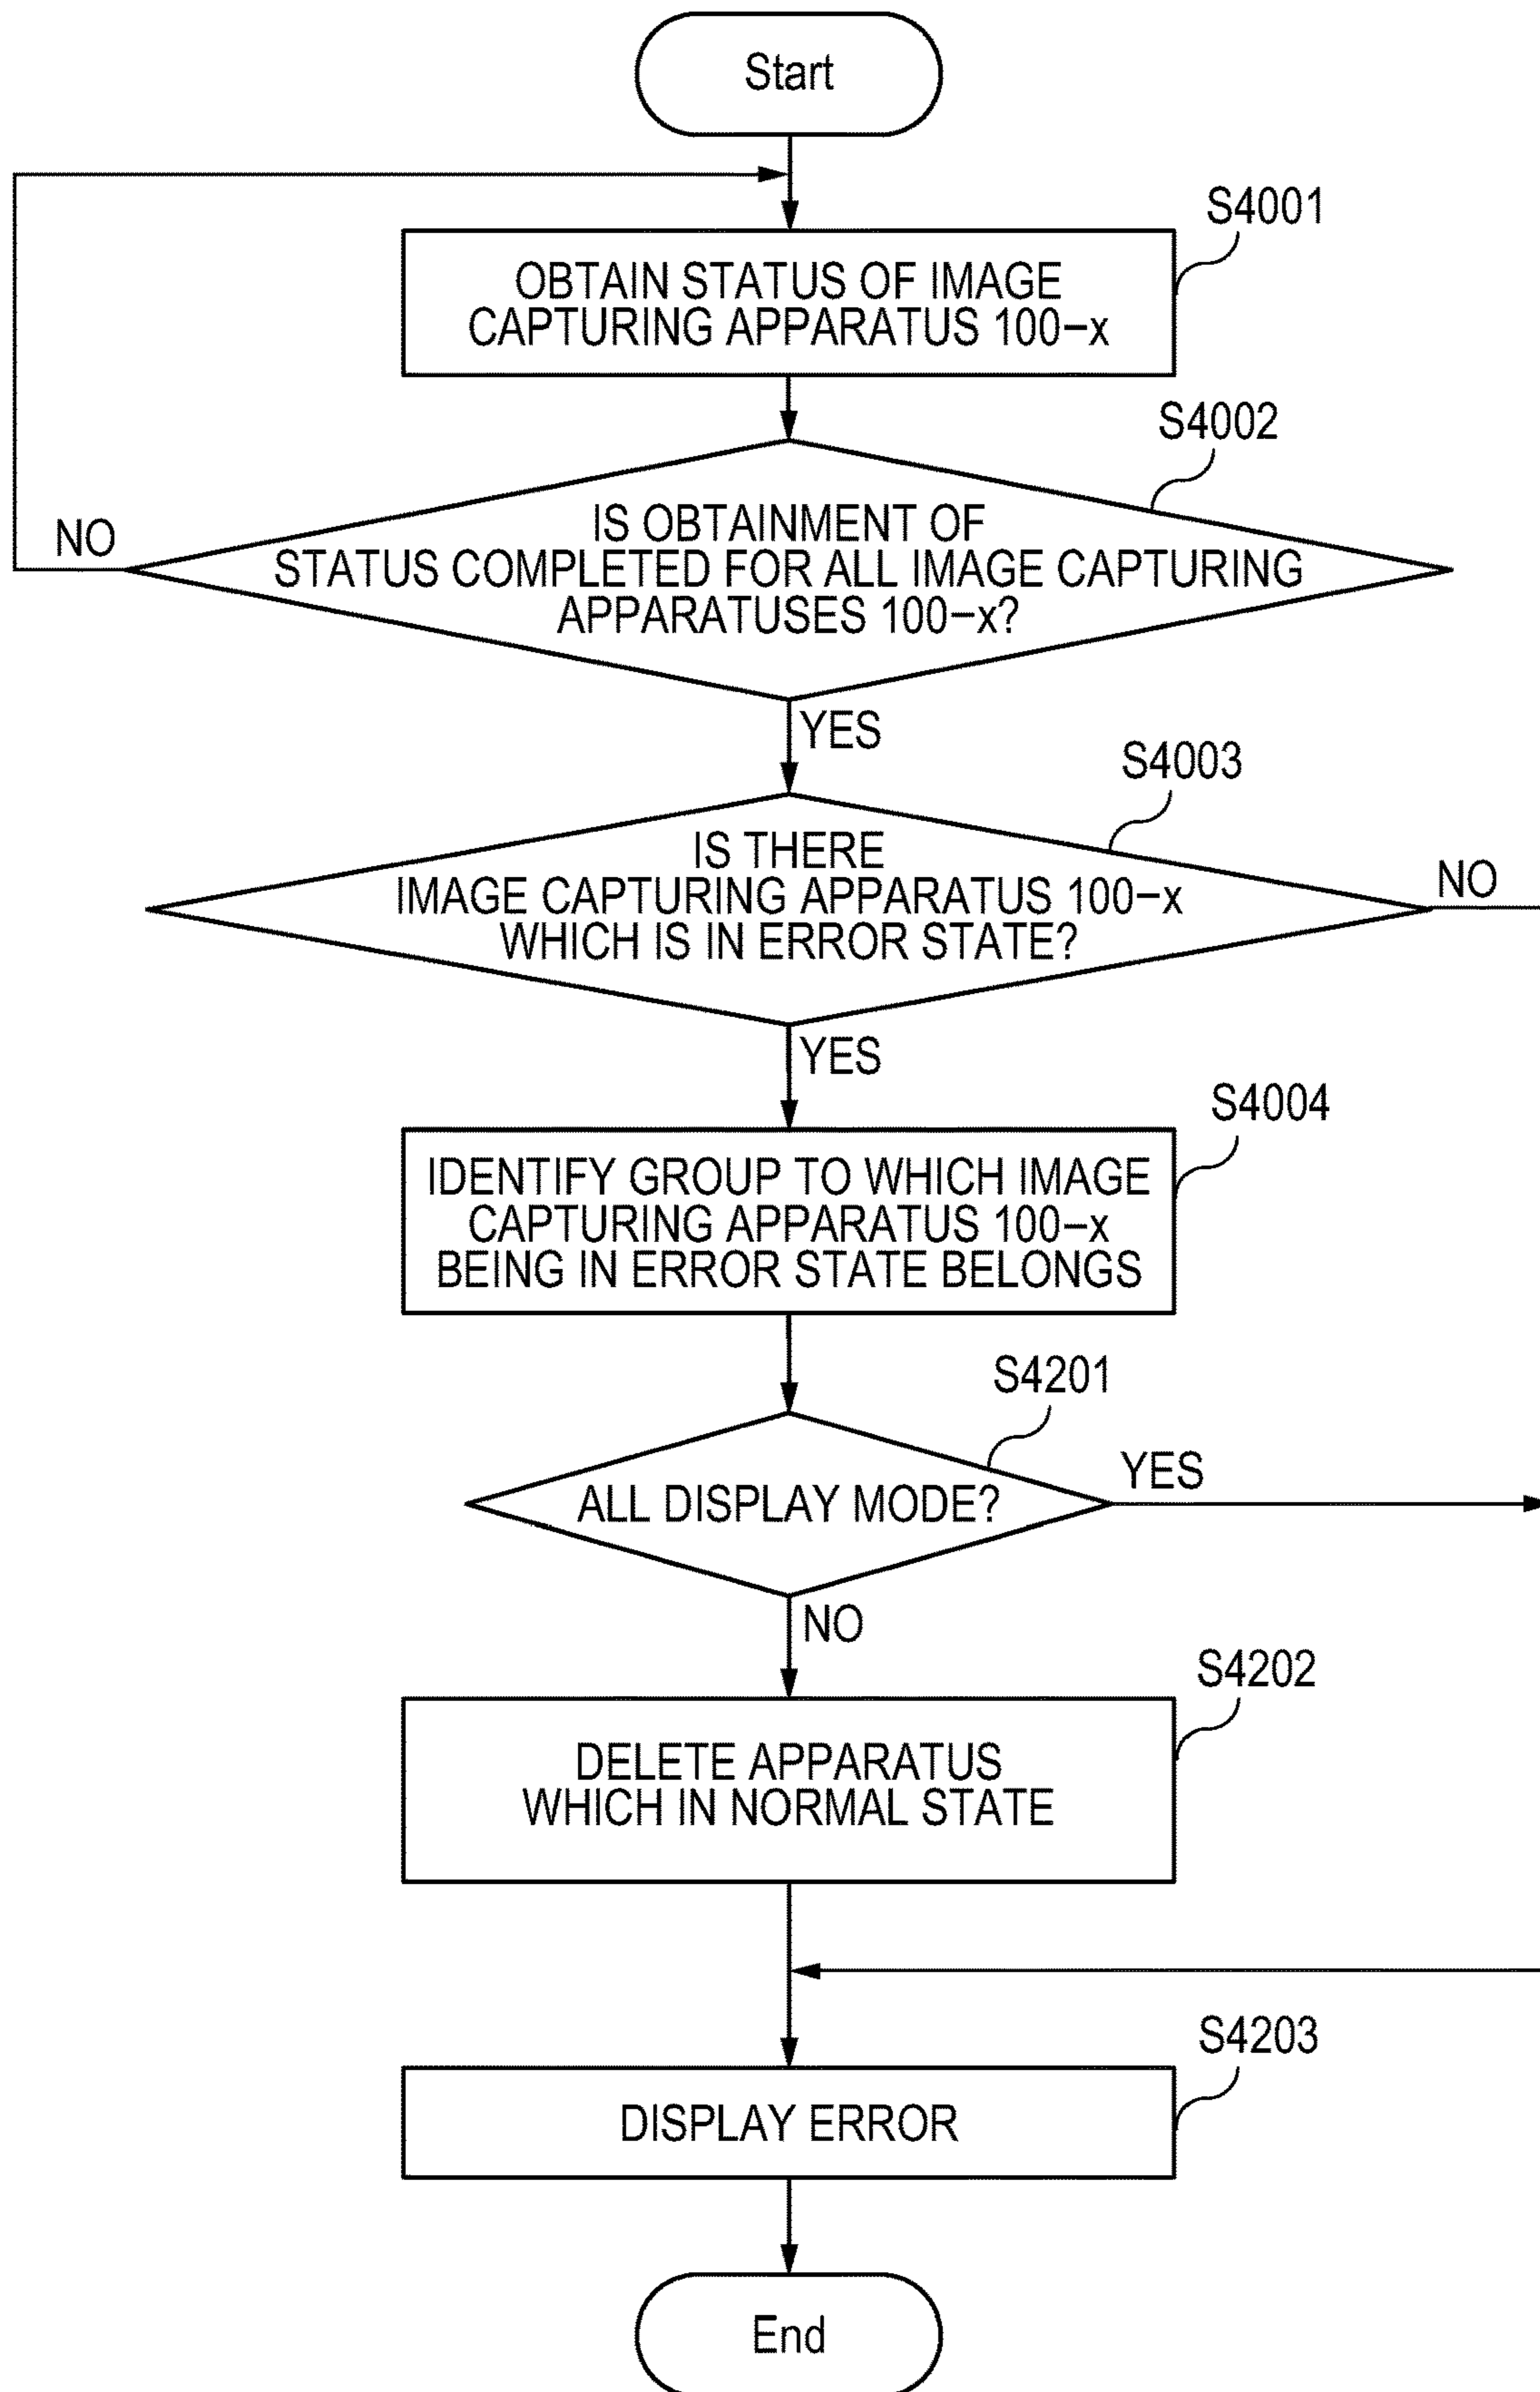 Start
S4001
OBTAIN STATUS OF IMAGE
CAPTURING APPARATUS 100−x
S4002
IS OBTAINMENT OF
STATUS COMPLETED FOR ALL IMAGE CAPTURING
APPARATUSES 100−x?
NO
YES
S4003
IS THERE
IMAGE CAPTURING APPARATUS 100−x
WHICH IS IN ERROR STATE?
NO
YES
S4004
IDENTIFY GROUP TO WHICH IMAGE
CAPTURING APPARATUS 100−x
BEING IN ERROR STATE BELONGS
S4201
ALL DISPLAY MODE?
YES
NO
S4202
DELETE APPARATUS
WHICH IN NORMAL STATE
S4203
DISPLAY ERROR
End